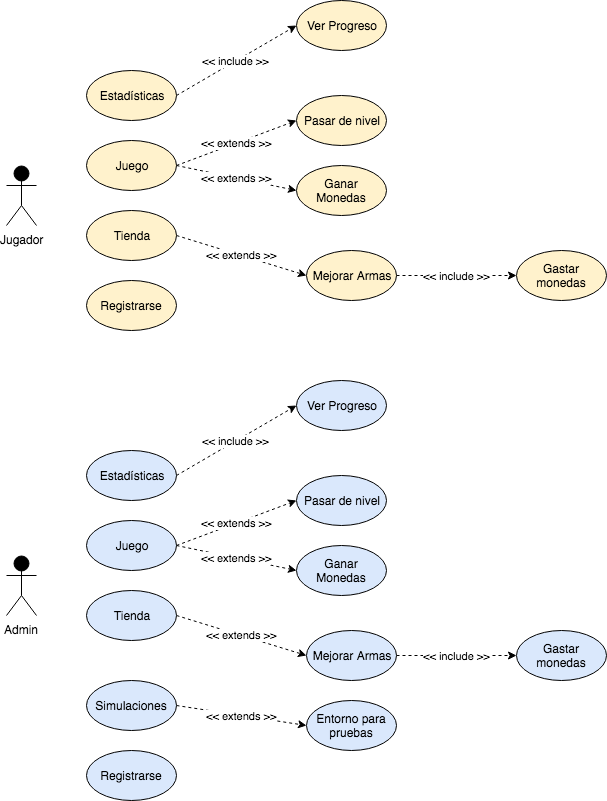 Ver Progreso
<< include >>
Estadísticas
Pasar de nivel
<< extends >>
Juego
<< extends >>
Ganar
Monedas
Jugador
Tienda
<< extends >>
Mejorar Armas
<< include >>
Gastar
monedas
Registrarse
Ver Progreso
<< include >>
Estadísticas
Pasar de nivel
<< extends >>
Juego
<< extends >>
Ganar
Monedas
Admin
Tienda
<< extends >>
Mejorar Armas
<< include >>
Gastar
monedas
Simulaciones
<< extends >>
Entorno para
pruebas
Registrarse